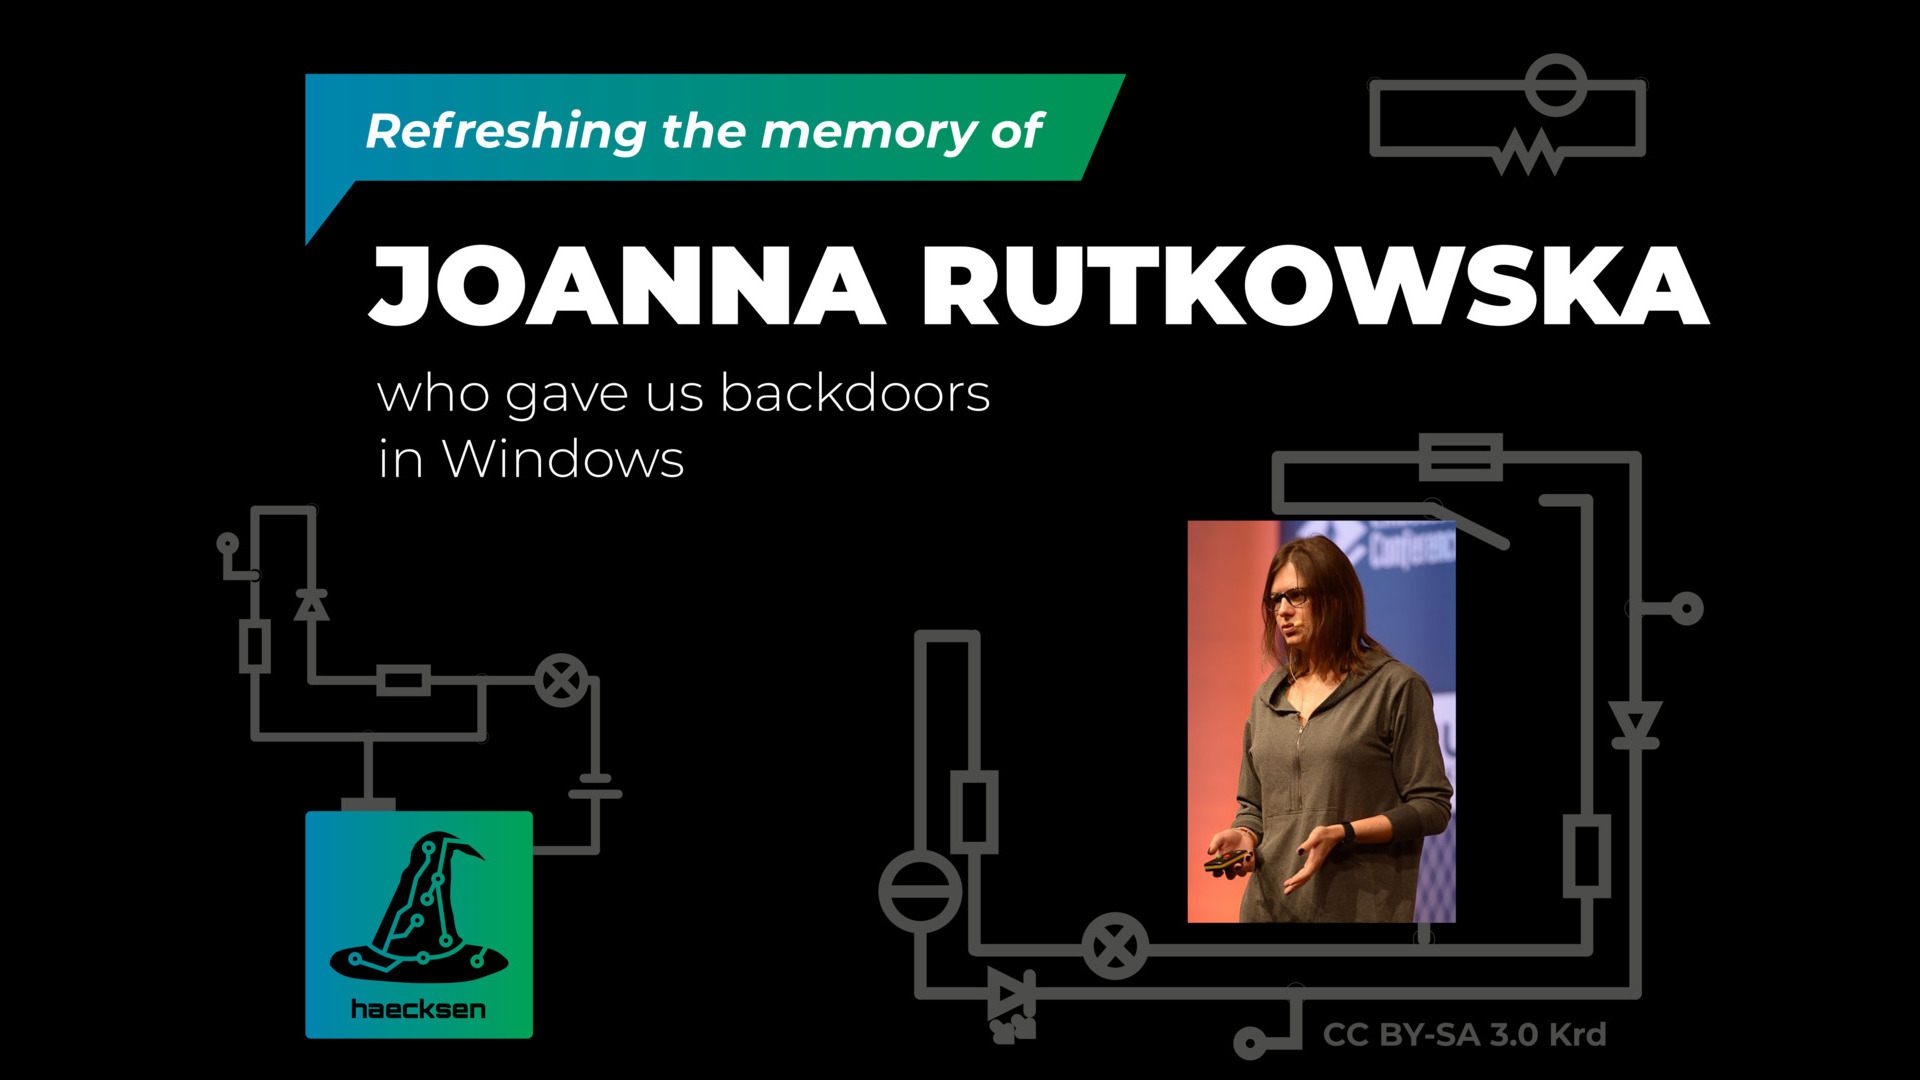 Refreshing the memory of
JOANNA RUTKOWSKA
who gave us backdoors
in Windows
Conference
haecksen
CC BY-SA 3.0 Krd